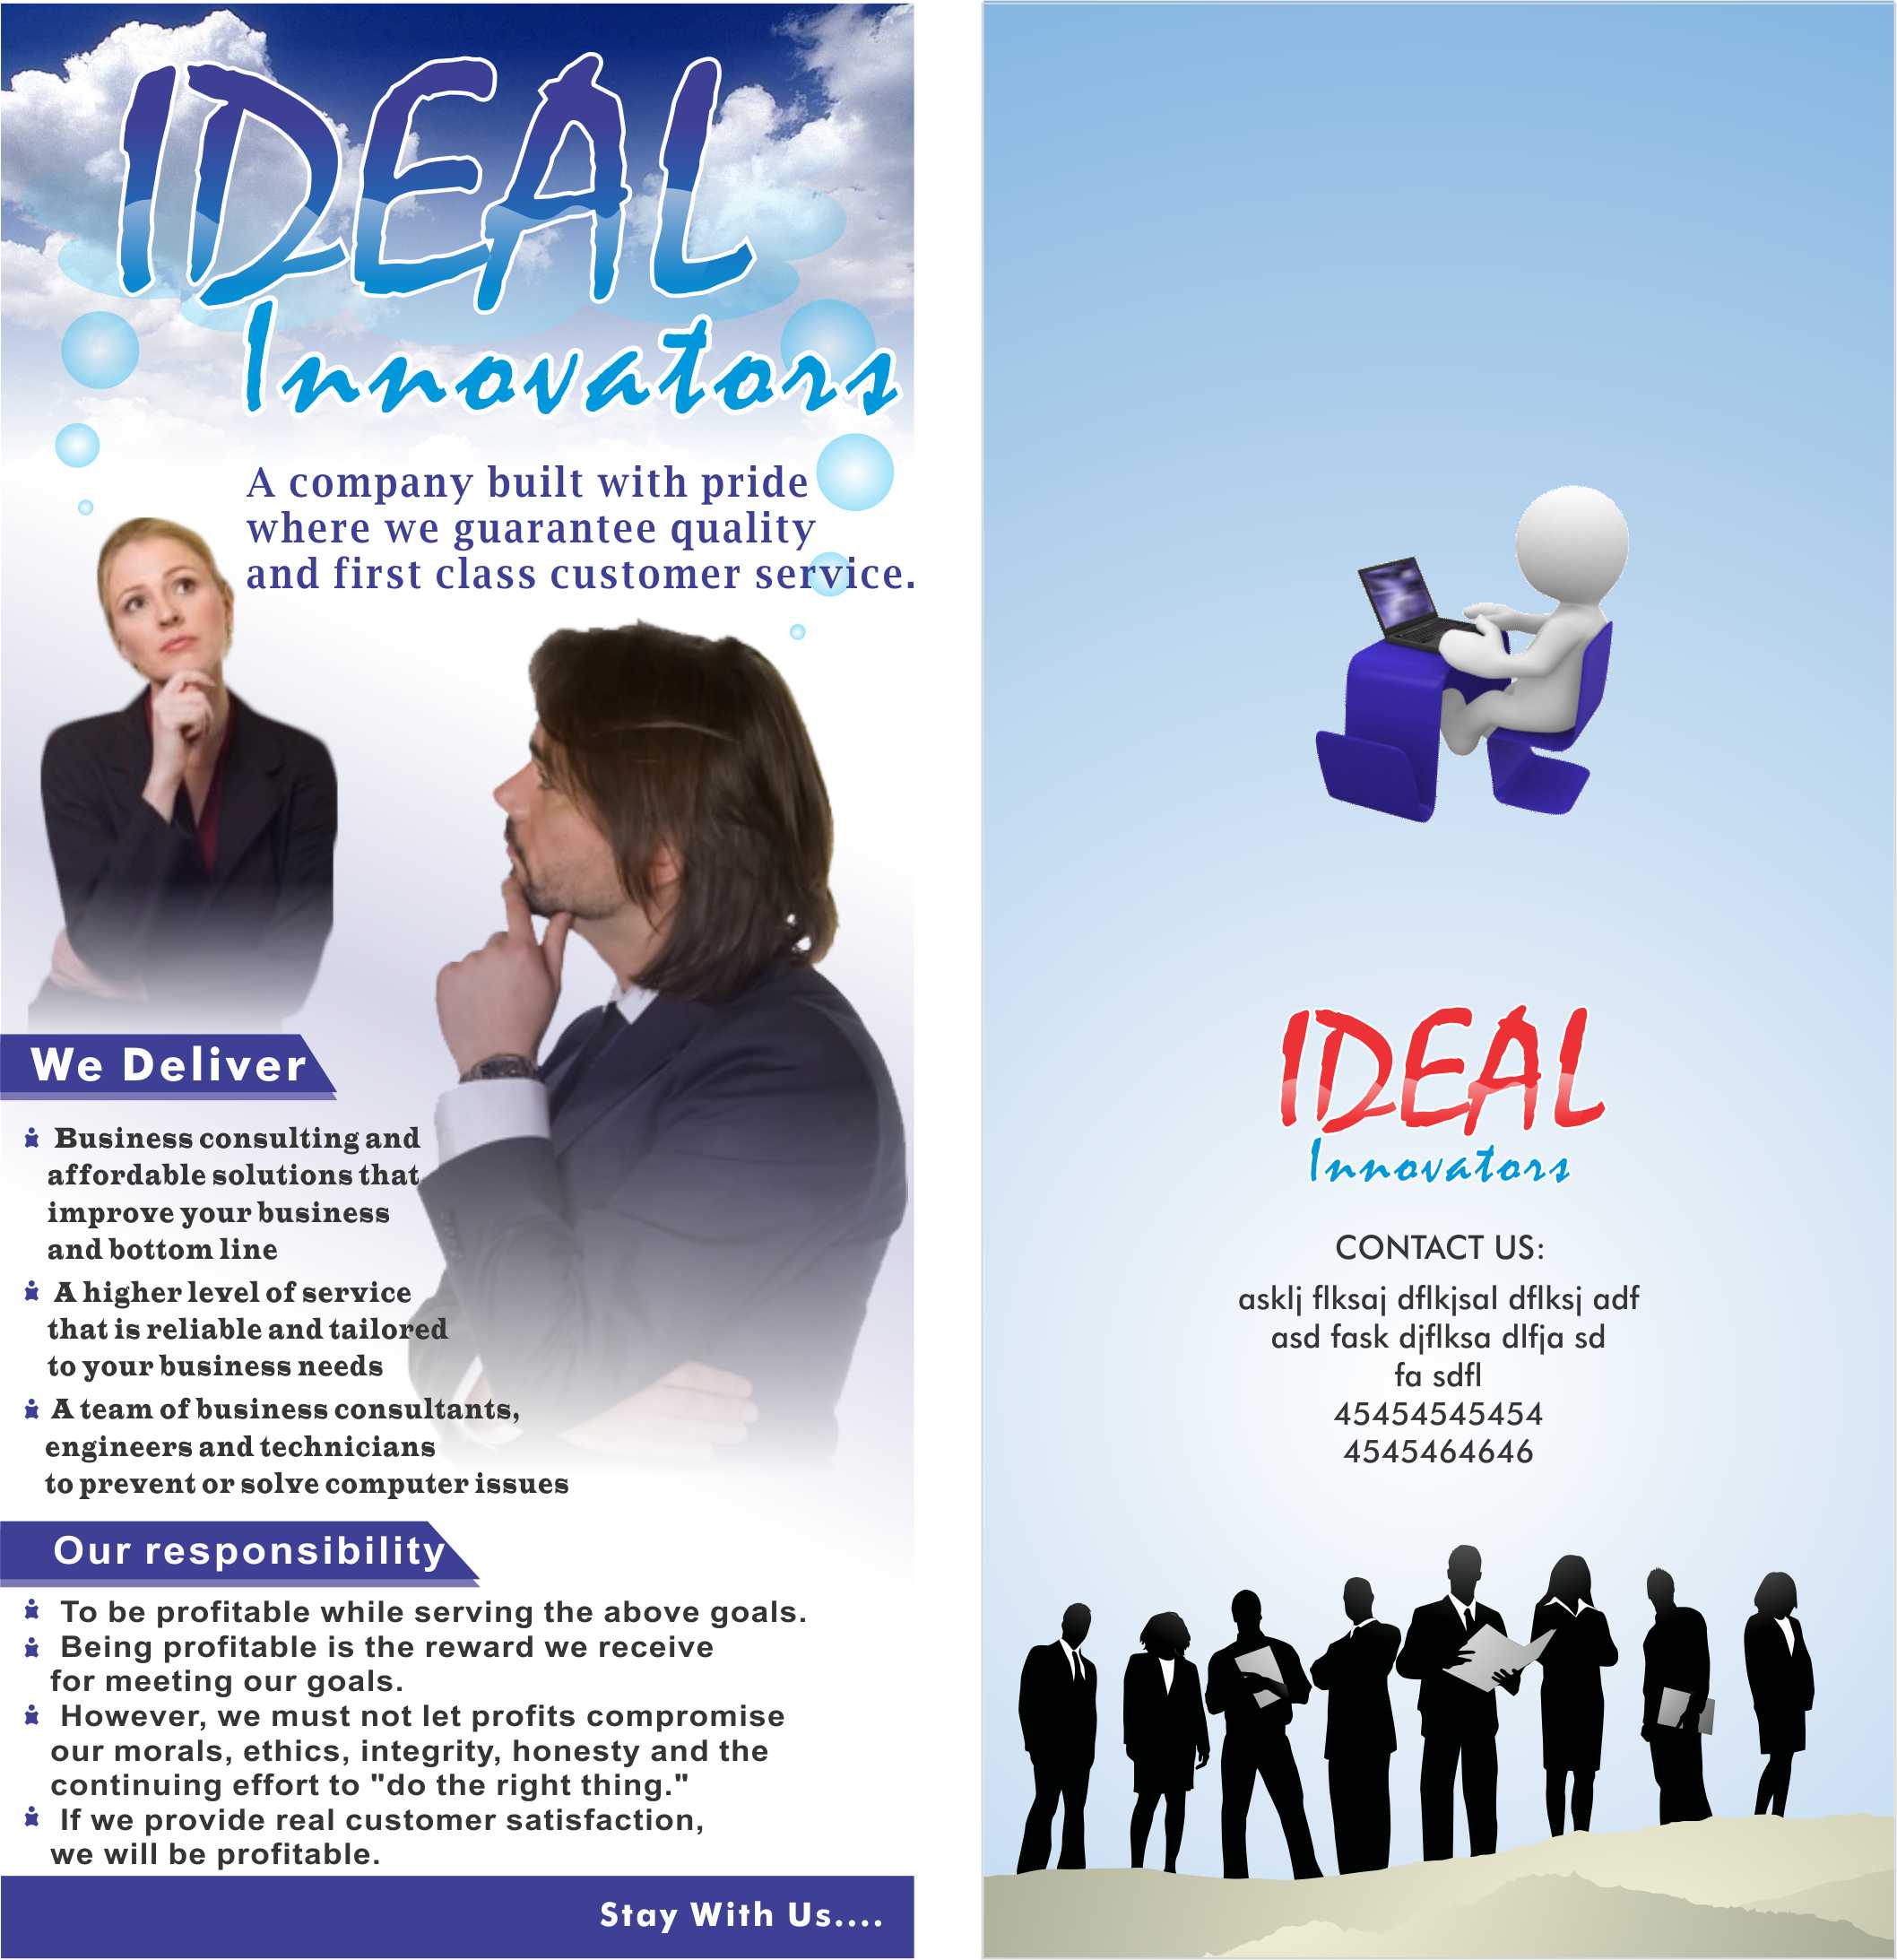 IDEAL
Innovators
A company built with pride
where we guarantee quality
and first class customer service.
We Deliver
Business consulting and
affordable solutions that
improve your business
and bottom line
A higher level of service
that is reliable and tailored
to your business needs
A team of business consultants,
engineers and technicians
to prevent or solve computer issues
Our responsibility
To be profitable while serving the above goals.
Being profitable is the reward we receive
for meeting our goals.
However, we must not let profits compromise
our morals, ethics, integrity, honesty and the
continuing effort to "do the right thing."
If we provide real customer satisfaction,
we will be profitable.
Stay With Us....
IDEAL
Innovators
CONTACT US:
asklj flksaj dflkjsal dflksj adf
asd fask djflksa dlfja sd
fa sdfl
45454545454
4545464646